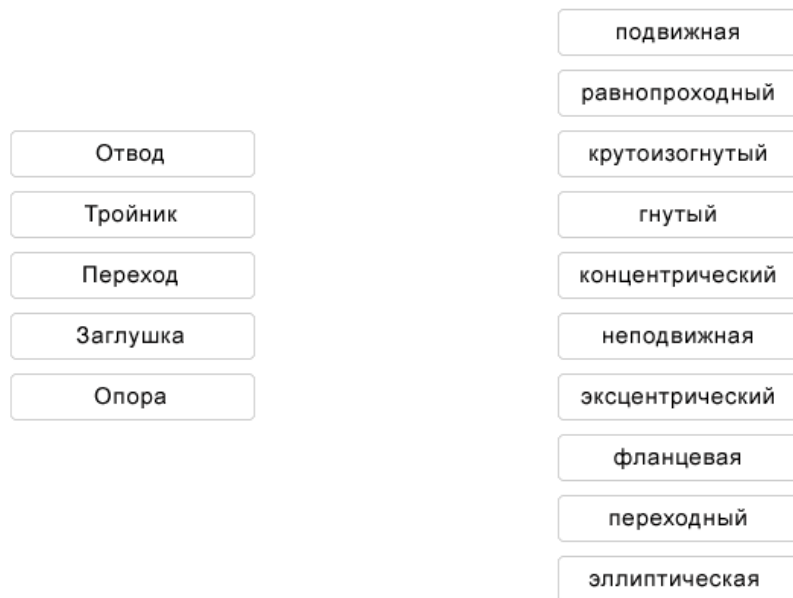 подвижная
равнопроходный
Отвод
крутоизогнутый
Тройник
гнутый
Переход
концентрический
Заглушка
неподвижная
Опора
эксцентрический
фланцевая
переходный
эллиптическая